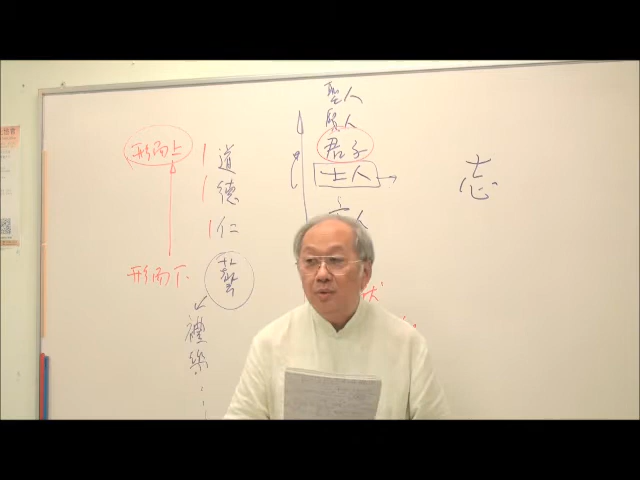 聖人
賢人
君子
士人
人
形而上
道
德
仁
形而下
藝
禮
樂
志